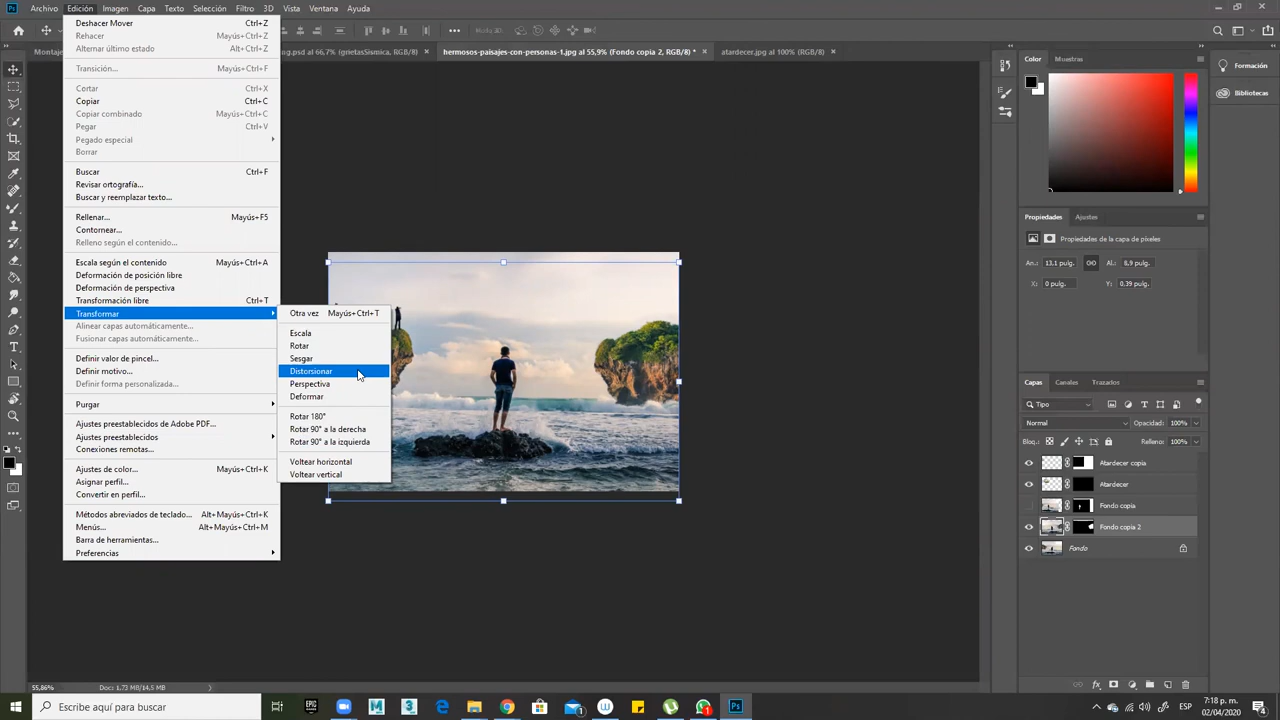 Archivo Edición Imagen Capa Texto Selección Filtro 3D Vista Ventana Ayuda
Deshacer Mover Ctrl+Z
Rehacer Mayús+Ctrl+Z
Alternar último estado Alt+Ctrl+Z
Transición... Mayús+Ctrl+F
Cortar Ctrl+X
Copiar Ctrl+C
Copiar combinado Mayús+Ctrl+C
Pegar Ctrl+V
Pegado especial
Borrar
Buscar Ctrl+F
Revisar ortografía...
Buscar y reemplazar texto...
Rellenar... Mayús+F5
Contornear...
Relleno según el contenido...
Escala según el contenido Mayús+Ctrl+A
Deformación de posición libre
Deformación de perspectiva
Transformación libre Ctrl+T
Transformar
Alinear capas automáticamente...
Fusionar capas automáticamente...
Definir valor de pincel...
Definir motivo...
Definir forma personalizada...
Purgar
Ajustes preestablecidos de Adobe PDF...
Ajustes preestablecidos
Conexiones remotas...
Ajustes de color... Mayús+Ctrl+K
Asignar perfil...
Convertir en perfil...
Métodos abreviados de teclado... Alt+Mayús+Ctrl+K
Menús... Alt+Mayús+Ctrl+M
Barra de herramientas...
Preferencias
Otra vez Mayús+Ctrl+T
Escala
Rotar
Sesgar
Distorsionar
Perspectiva
Deformar
Rotar 180°
Rotar 90° a la derecha
Rotar 90° a la izquierda
Voltear horizontal
Voltear vertical
Modo 3D:
Montaje
ng.psd al 66,7% (grietasSismica, RGB/8) ×
hermosos-paisajes-con-personas-1.jpg al 55,9% (Fondo copia 2, RGB/8) * ×
atardecer.jpg al 100% (RGB/8) ×
Color Muestras
Formación
Bibliotecas
Propiedades Ajustes
Propiedades de la capa de píxeles
An.: 13,1 pulg. Al.: 8,9 pulg.
X: 0 pulg. Y: 0,39 pulg.
Capas Canales Trazados
Tipo
Normal Opacidad: 100%
Bloq.: Relleno: 100%
Atardecer copia
Atardecer
Fondo copia
Fondo copia 2
Fondo
55,86% Doc: 1,73 MB/14,5 MB
Escribe aquí para buscar
ESP
7:18 p. m.
02/04/2020